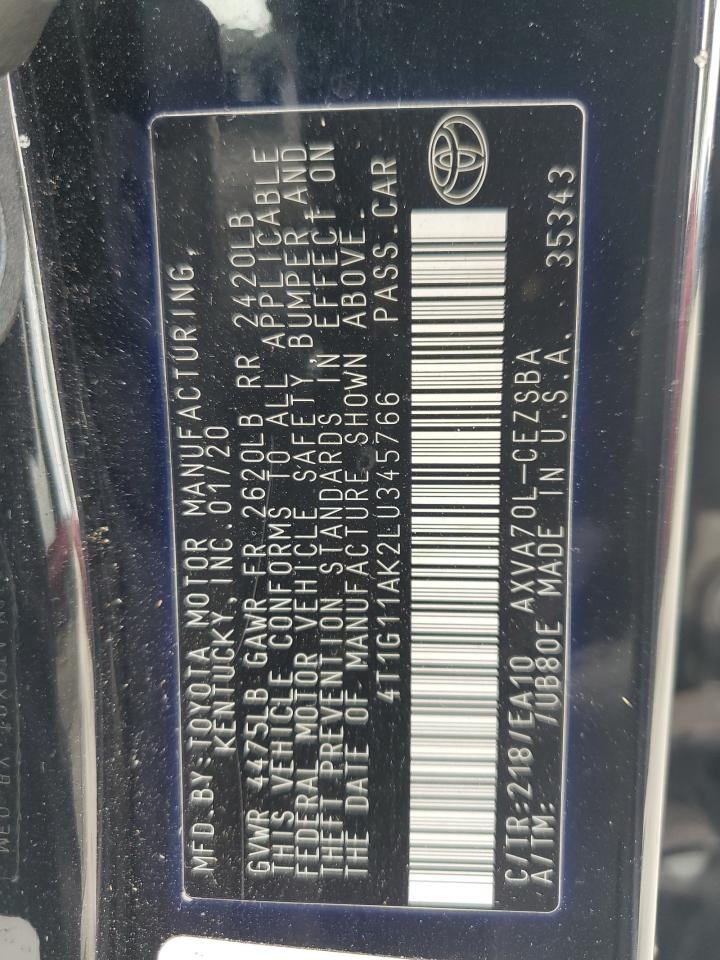 MFD.BY:TOYOTA MOTOR MANUFACTURING,
KENTUCKY, INC.01/20
GVWR 4475LB GAWR FR 2620LB RR 2420LB
THIS VEHICLE CONFORMS TO ALL APPLICABLE
FEDERAL MOTOR VEHICLE SAFETY, BUMPER AND
THEFT PREVENTION STANDARDS IN EFFECT ON
THE DATE OF MANUFACTURE SHOWN ABOVE.
4T1G11AK2LU345766 PASS.CAR
C/TR:218/EA10 AXVA70L-CEZSBA
A/TM: /UB80E MADE IN U.S.A. 35343